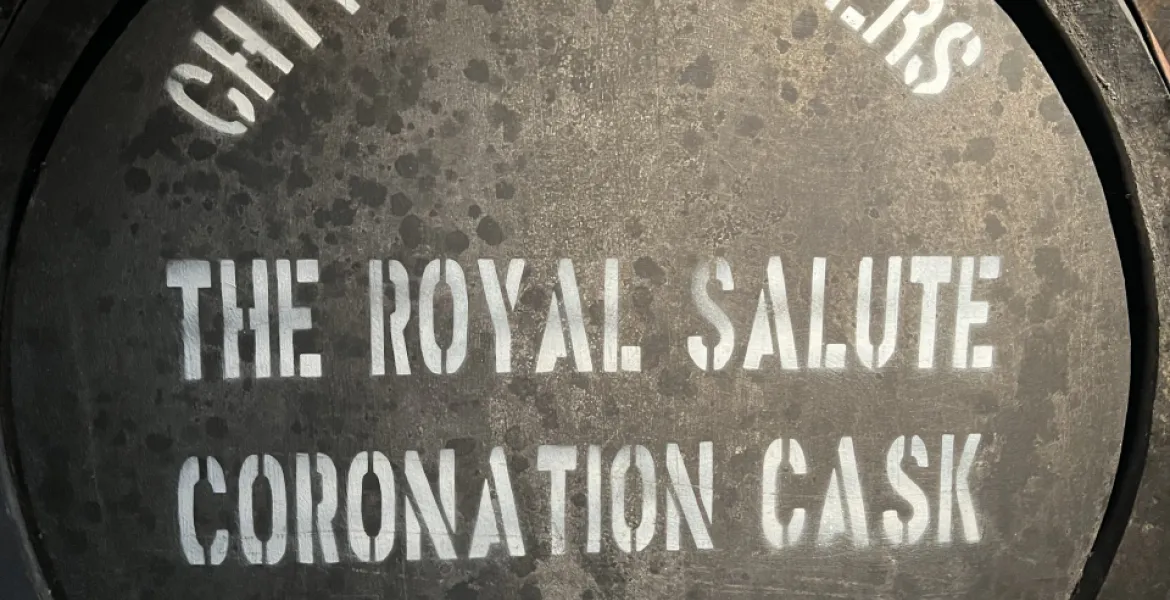 THE ROYAL SALUTE
CORONATION CASK